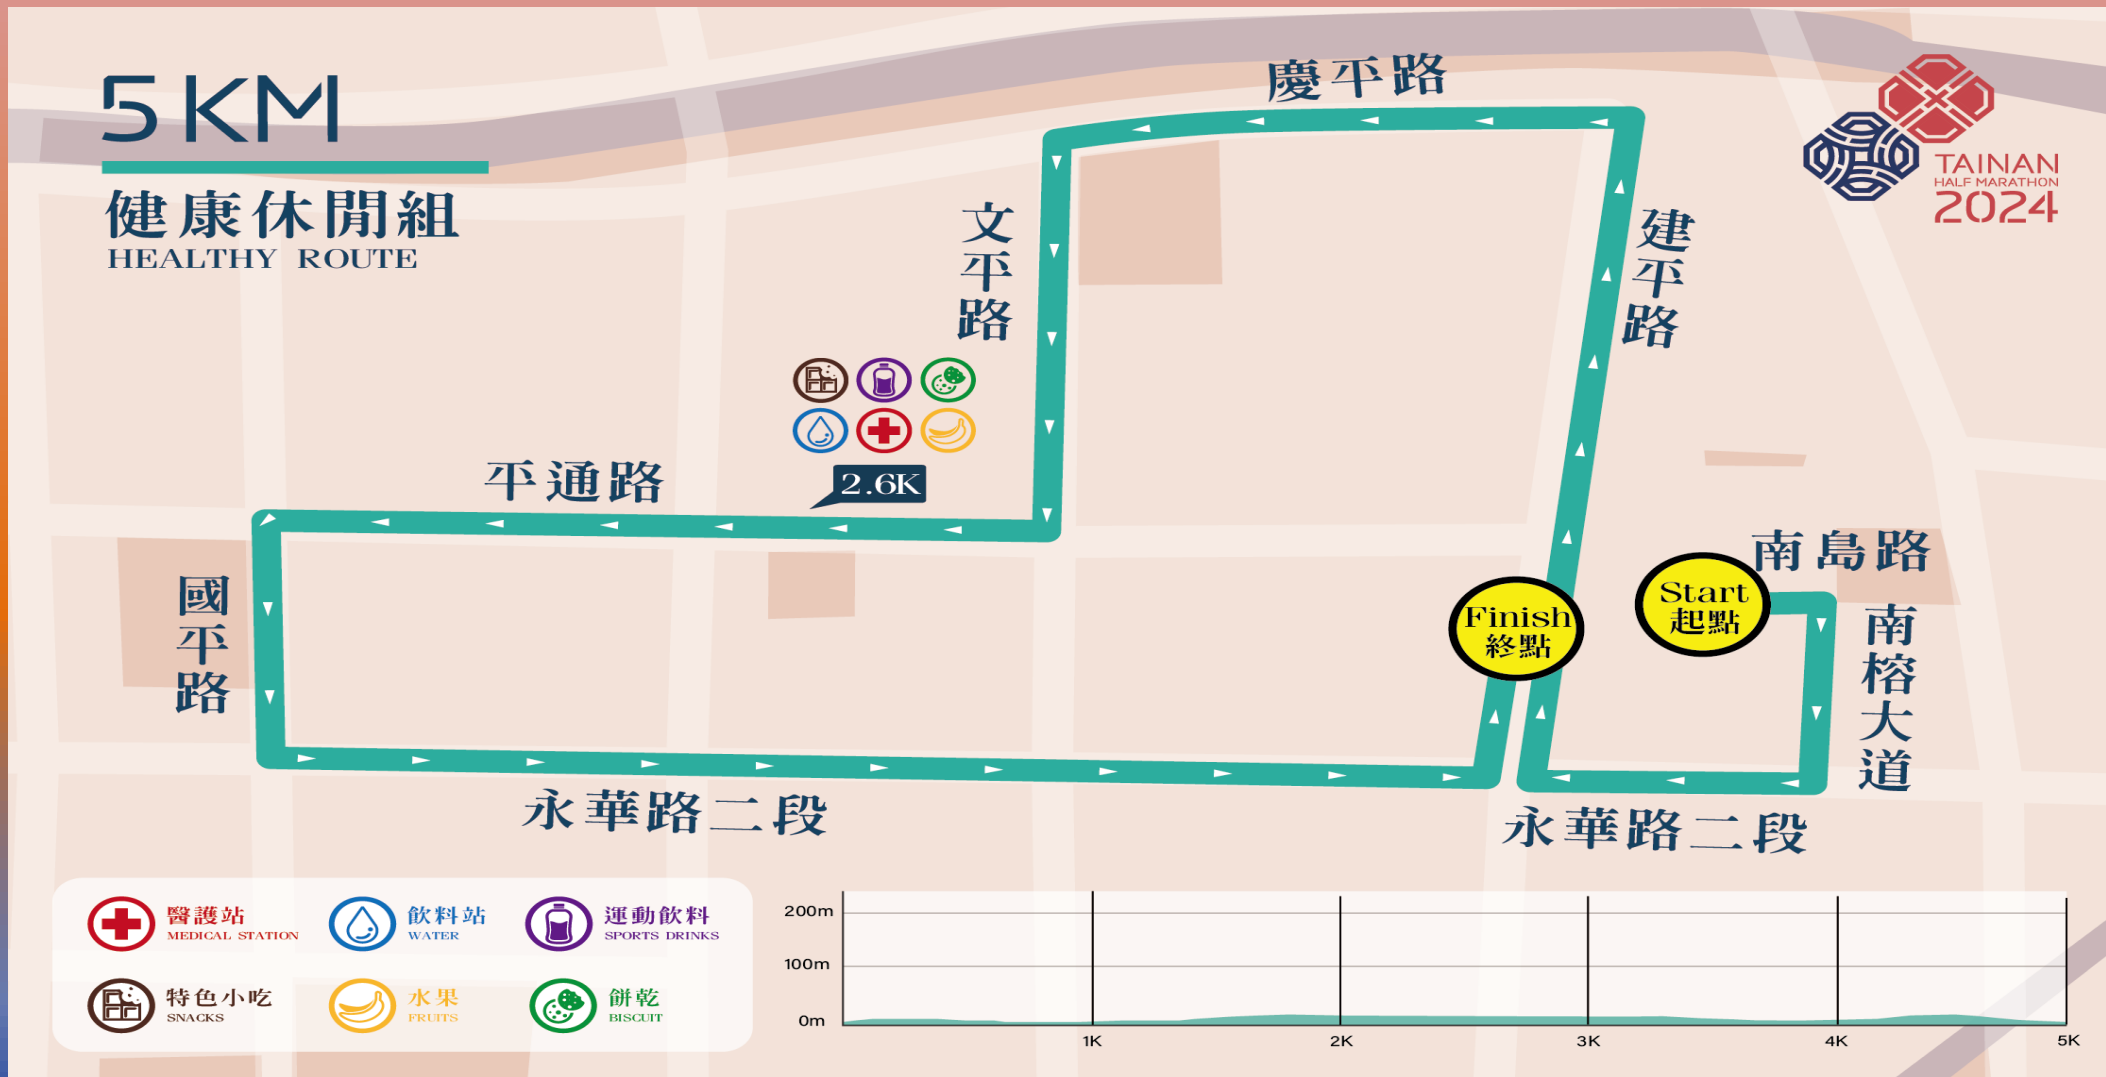 5KM
健康休閒組
HEALTHY ROUTE
慶平路
TAINAN
HALF MARATHON
2024
文平路
建平路
平通路
2.6K
南島路
Start
起點
Finish
終點
國平路
南榕大道
永華路二段
永華路二段
醫護站
MEDICAL STATION
飲料站
WATER
運動飲料
SPORTS DRINKS
特色小吃
SNACKS
水果
FRUITS
餅乾
BISCUIT
200m
100m
0m
1K
2K
3K
4K
5K